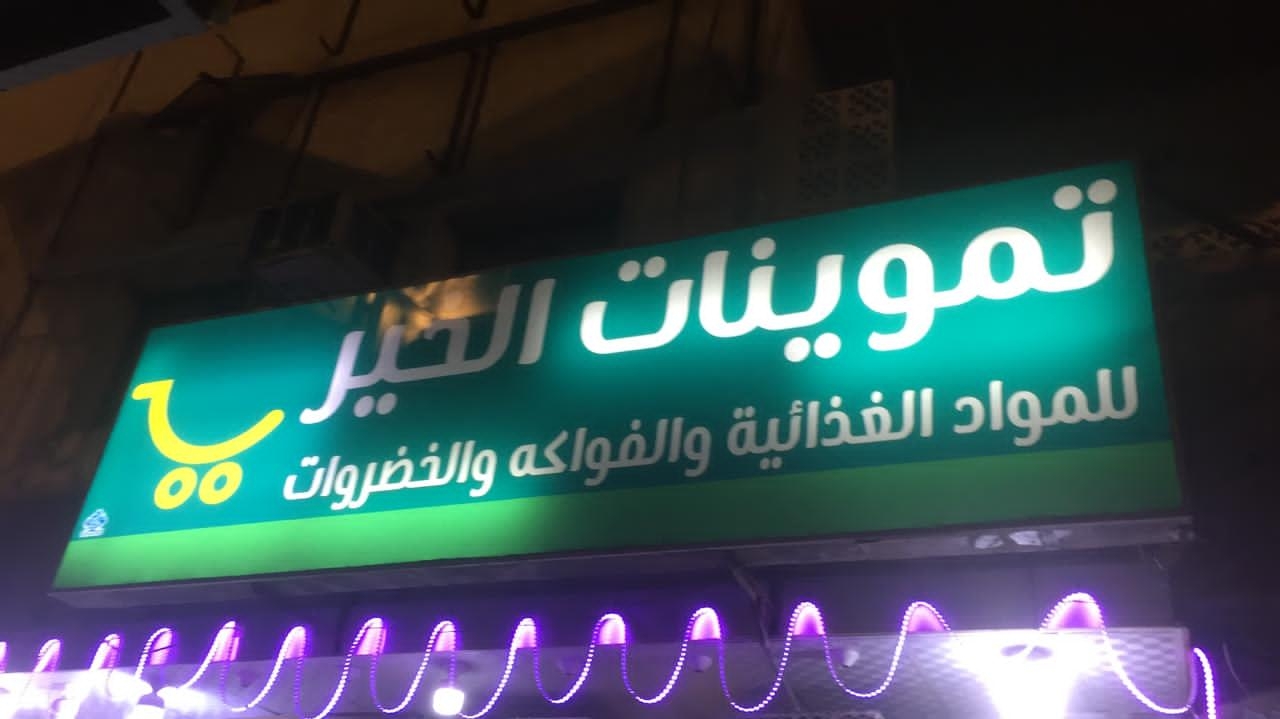 تموينات الخير
للمواد الغذائية والفواكه والخضروات